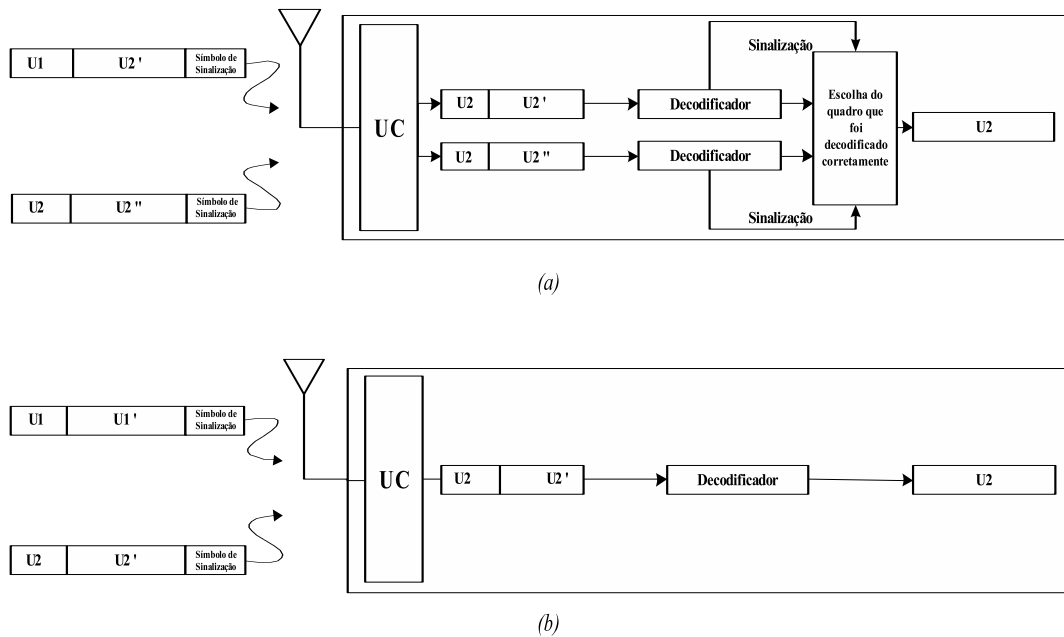 U1 U2 ' Símbolo de
Sinalização
U2 U2 " Símbolo de
Sinalização
UC
U2 U2 '
U2 U2 "
Decodificador
Decodificador
Sinalização
Sinalização
Escolha do
quadro que
foi
decodificado
corretamente
U2
(a)
U1 U1 ' Símbolo de
Sinalização
U2 U2 ' Símbolo de
Sinalização
UC
U2 U2 '
Decodificador
U2
(b)